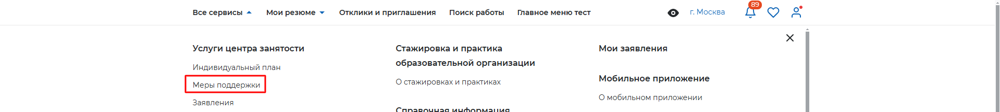 Все сервисы Мои резюме Отклики и приглашения Поиск работы Главное меню тест г. Москва 89
Услуги центра занятости
Индивидуальный план
Меры поддержки
Заявления
Стажировка и практика
образовательной организации
О стажировках и практиках
Справочная информация
Мои заявления
Мобильное приложение
О мобильном приложении